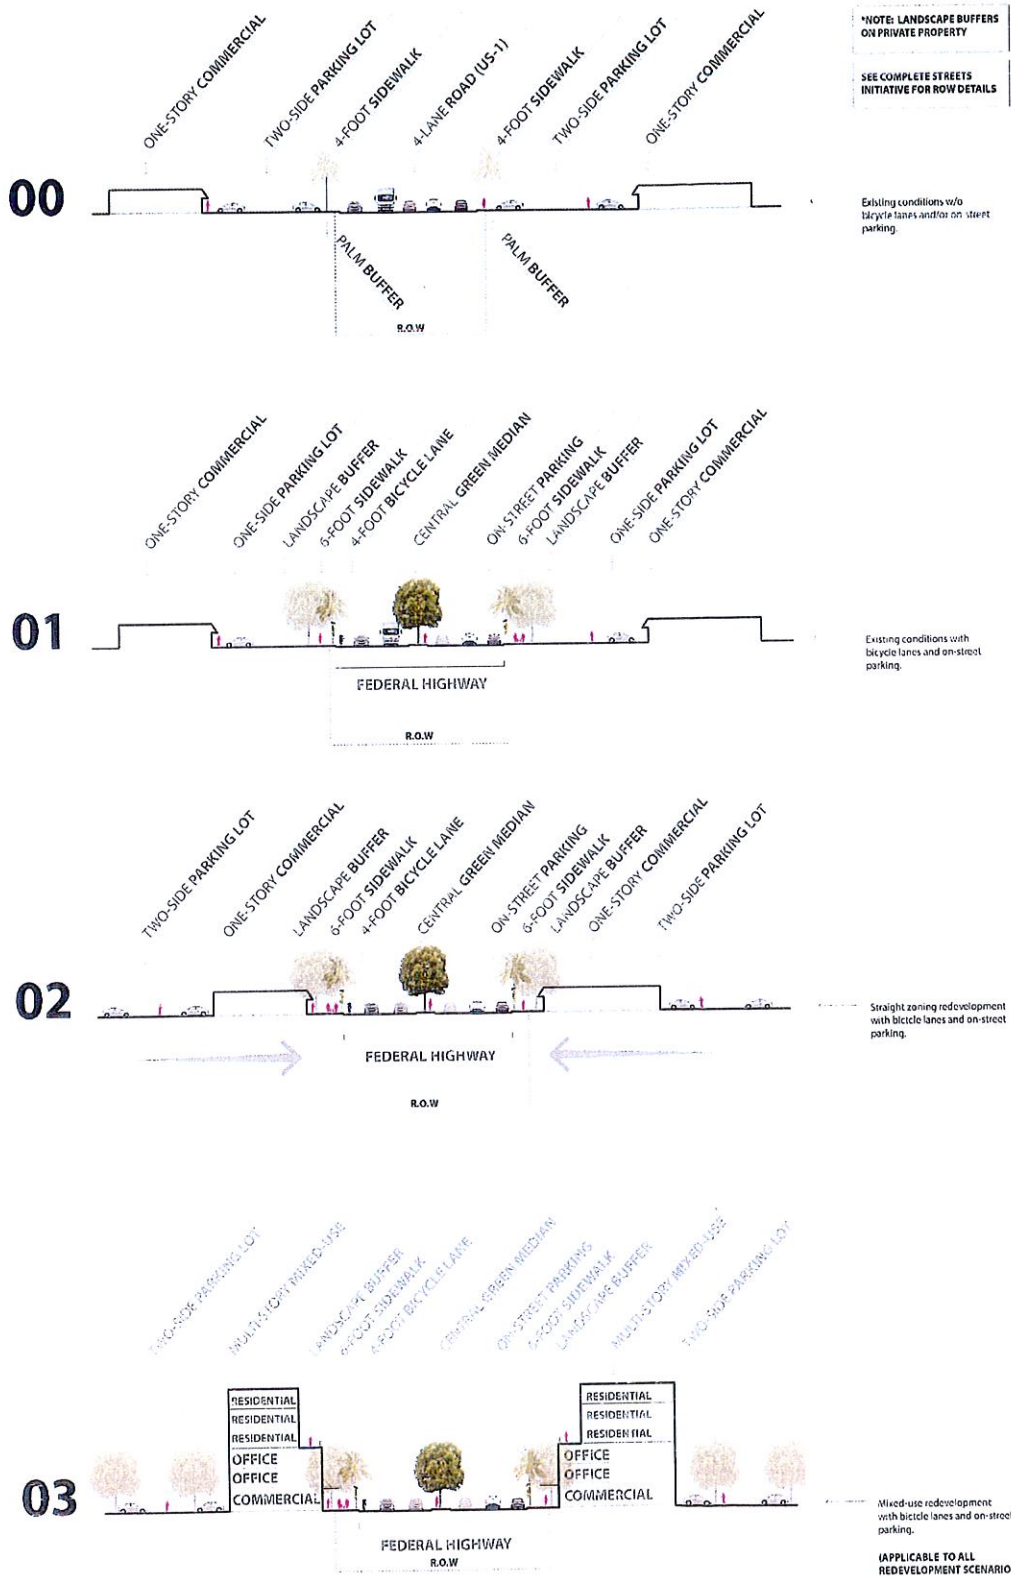 *NOTE: LANDSCAPE BUFFERS
ON PRIVATE PROPERTY
SEE COMPLETE STREETS
INITIATIVE FOR ROW DETAILS
ONE-STORY COMMERCIAL
TWO-SIDE PARKING LOT
4-FOOT SIDEWALK
4-LANE ROAD (US-1)
4-FOOT SIDEWALK
TWO-SIDE PARKING LOT
ONE-STORY COMMERCIAL
00
PALM BUFFER
PALM BUFFER
R.O.W
Existing conditions w/o
bicycle lanes and/or on street
parking.
ONE-STORY COMMERCIAL
ONE-SIDE PARKING LOT
LANDSCAPE BUFFER
6-FOOT SIDEWALK
4-FOOT BICYCLE LANE
CENTRAL GREEN MEDIAN
ON-STREET PARKING
6-FOOT SIDEWALK
LANDSCAPE BUFFER
ONE-SIDE PARKING LOT
ONE-STORY COMMERCIAL
01
FEDERAL HIGHWAY
R.O.W
Existing conditions with
bicycle lanes and on-street
parking.
TWO-SIDE PARKING LOT
ONE-STORY COMMERCIAL
LANDSCAPE BUFFER
6-FOOT SIDEWALK
4-FOOT BICYCLE LANE
CENTRAL GREEN MEDIAN
ON-STREET PARKING
6-FOOT SIDEWALK
LANDSCAPE BUFFER
ONE-STORY COMMERCIAL
TWO-SIDE PARKING LOT
02
FEDERAL HIGHWAY
R.O.W
Straight zoning redevelopment
with bictcle lanes and on-street
parking.
TWO-SIDE PARKING LOT
MULTI-STORY MIXED-USE
LANDSCAPE BUFFER
6-FOOT SIDEWALK
4-FOOT BICYCLE LANE
CENTRAL GREEN MEDIAN
ON-STREET PARKING
6-FOOT SIDEWALK
LANDSCAPE BUFFER
MULTI-STORY MIXED-USE
TWO-SIDE PARKING LOT
RESIDENTIAL
RESIDENTIAL
RESIDENTIAL
OFFICE
OFFICE
COMMERCIAL
RESIDENTIAL
RESIDENTIAL
RESIDENTIAL
OFFICE
OFFICE
COMMERCIAL
03
FEDERAL HIGHWAY
R.O.W
Mixed-use redevelopment
with bictcle lanes and on-street
parking.
(APPLICABLE TO ALL
REDEVELOPMENT SCENARIO